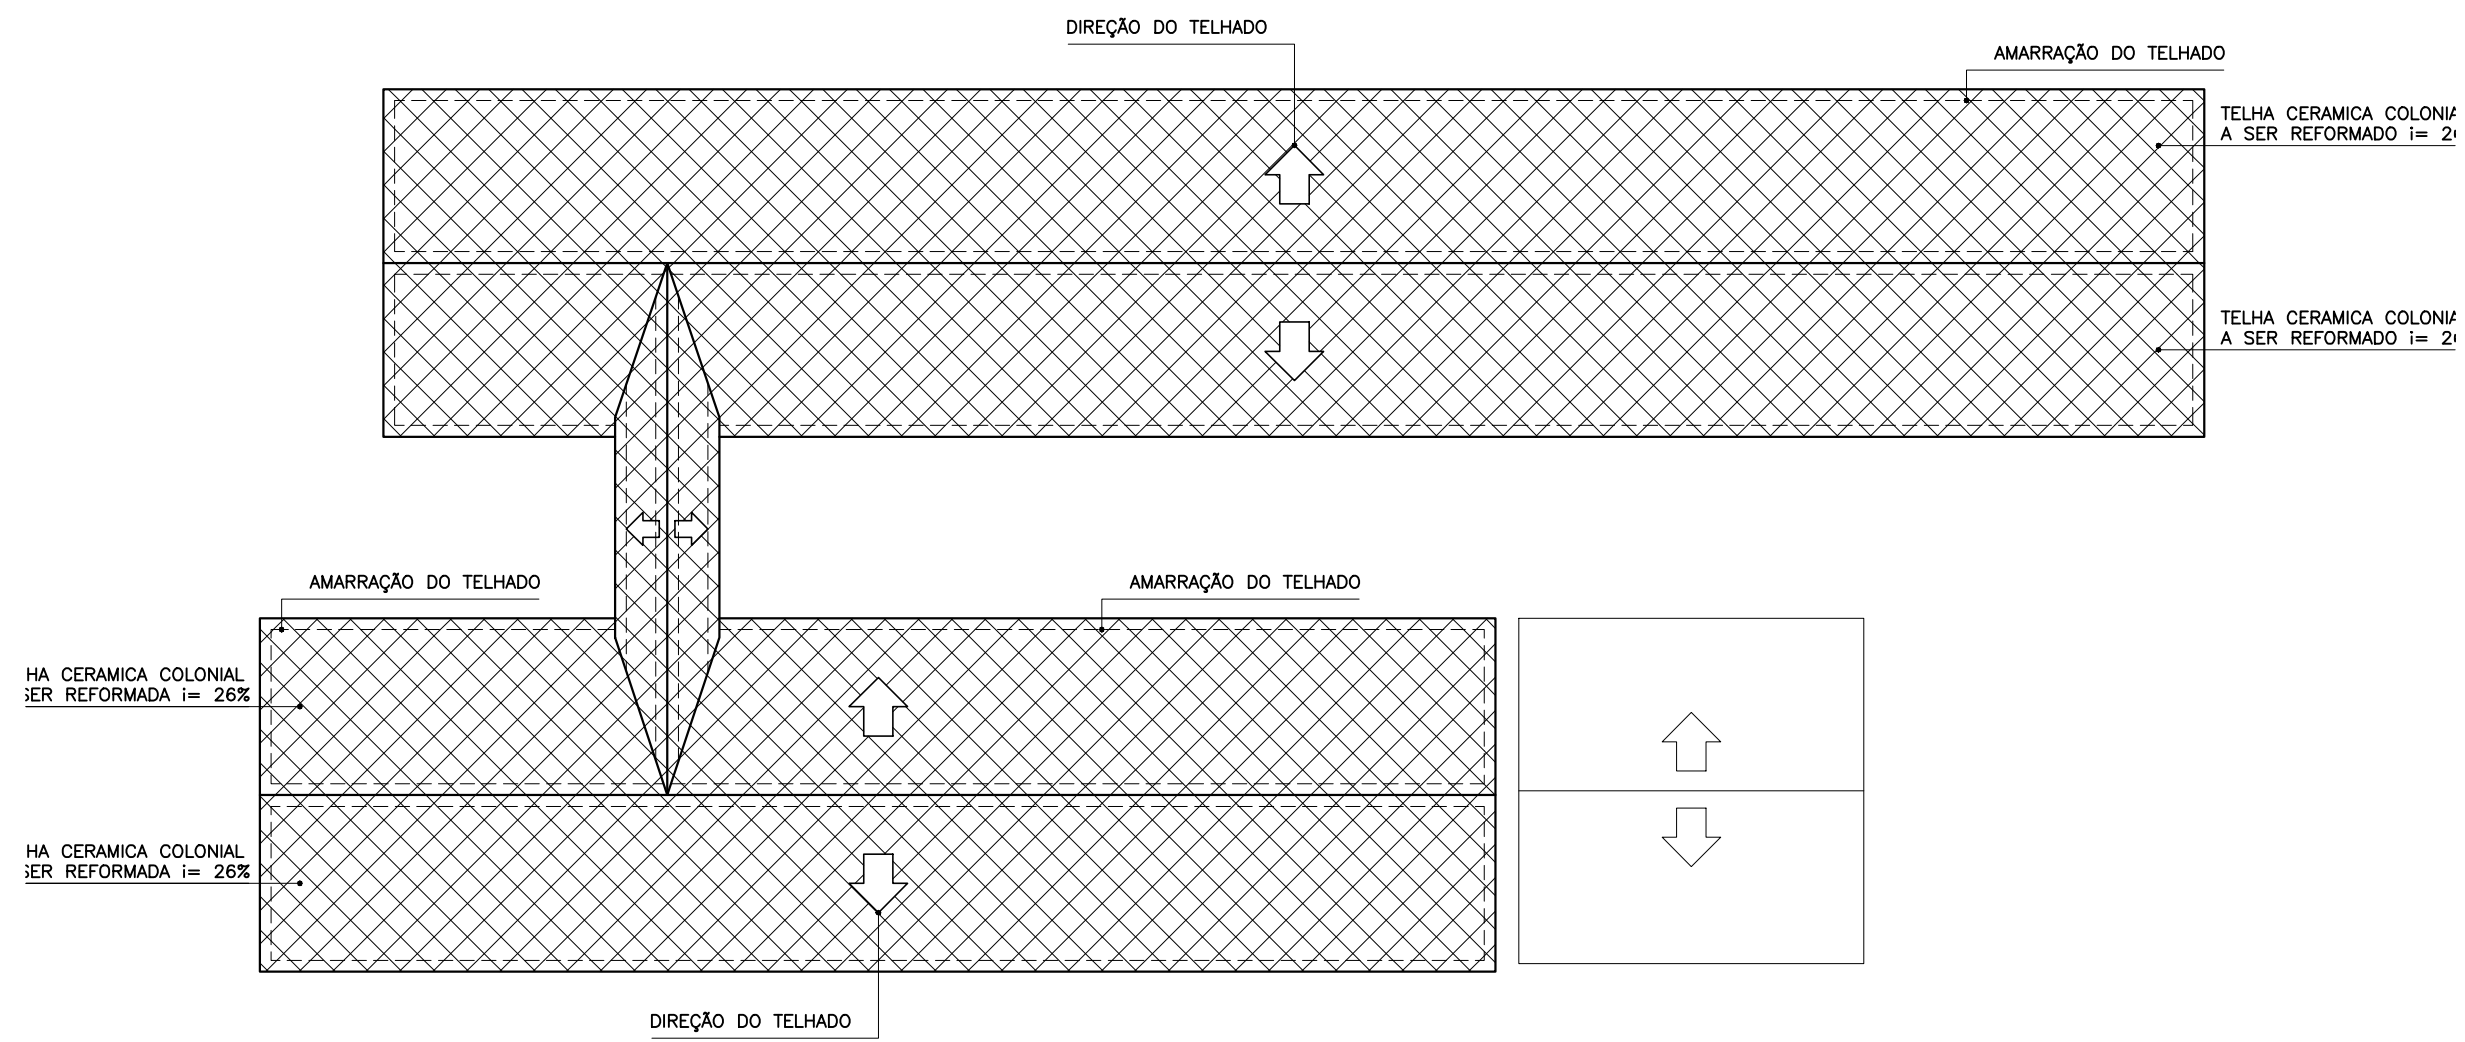 DIREÇÃO DO TELHADO
AMARRAÇÃO DO TELHADO
TELHA CERAMICA COLONIA
A SER REFORMADO i= 2
TELHA CERAMICA COLONIA
A SER REFORMADO i= 2
AMARRAÇÃO DO TELHADO
AMARRAÇÃO DO TELHADO
HA CERAMICA COLONIAL
SER REFORMADA i= 26%
HA CERAMICA COLONIAL
SER REFORMADA i= 26%
DIREÇÃO DO TELHADO